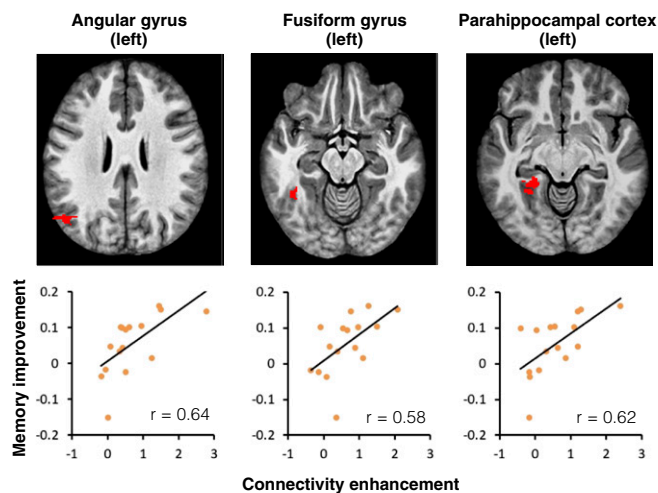 Angular gyrus
(left)
Fusiform gyrus
(left)
Parahippocampal cortex
(left)
Memory improvement
0.2
0.1
0
-0.1
-0.2
-1
0
1
2
3
r = 0.64
0.2
0.1
0
-0.1
-0.2
-1
0
1
2
3
r = 0.58
0.2
0.1
0
-0.1
-0.2
-1
0
1
2
3
r = 0.62
Connectivity enhancement